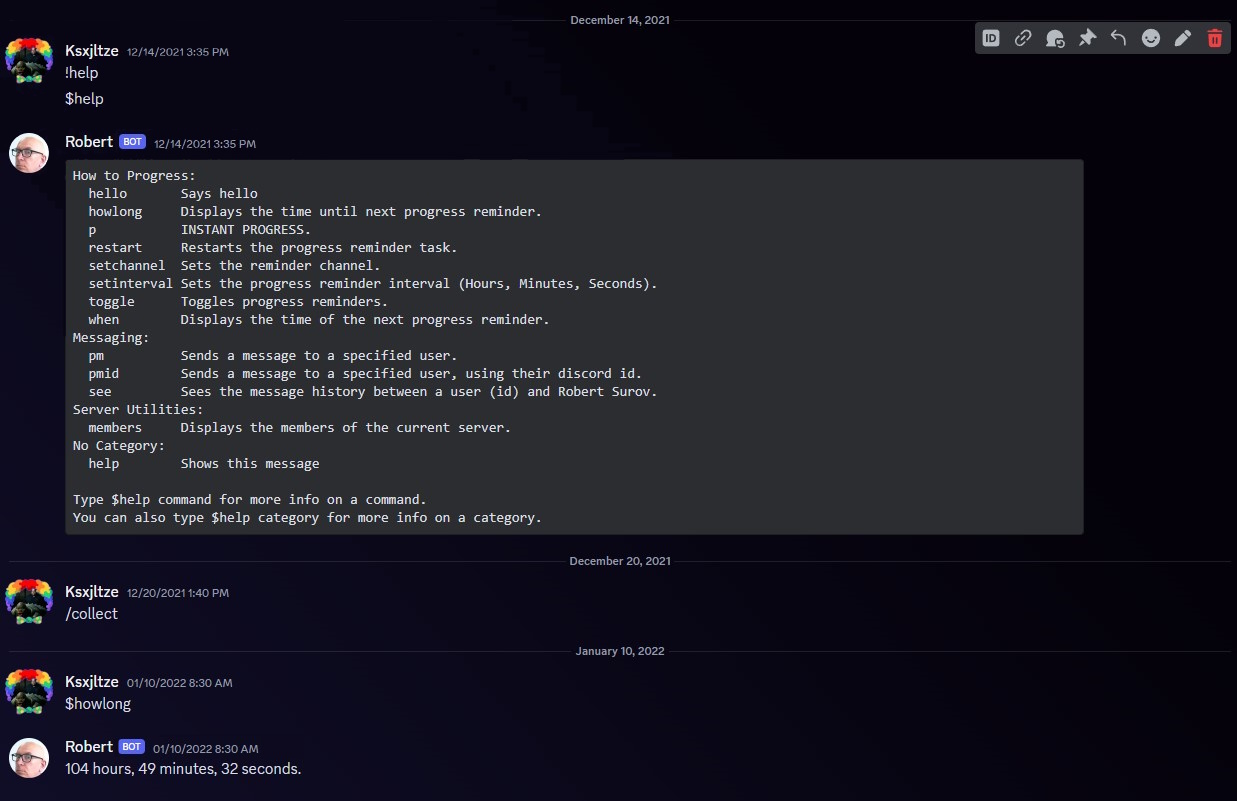 December 14, 2021
ID
Ksxjltze 12/14/2021 3:35 PM
!help
$help
Robert BOT 12/14/2021 3:35 PM
How to Progress:
  hello       Says hello
  howlong     Displays the time until next progress reminder.
  p           INSTANT PROGRESS.
  restart     Restarts the progress reminder task.
  setchannel  Sets the reminder channel.
  setinterval Sets the progress reminder interval (Hours, Minutes, Seconds).
  toggle      Toggles progress reminders.
  when        Displays the time of the next progress reminder.
Messaging:
  pm          Sends a message to a specified user.
  pmid        Sends a message to a specified user, using their discord id.
  see         Sees the message history between a user (id) and Robert Surov.
Server Utilities:
  members     Displays the members of the current server.
No Category:
  help        Shows this message
Type $help command for more info on a command.
You can also type $help category for more info on a category.
December 20, 2021
Ksxjltze 12/20/2021 1:40 PM
/collect
January 10, 2022
Ksxjltze 01/10/2022 8:30 AM
$howlong
Robert BOT 01/10/2022 8:30 AM
104 hours, 49 minutes, 32 seconds.